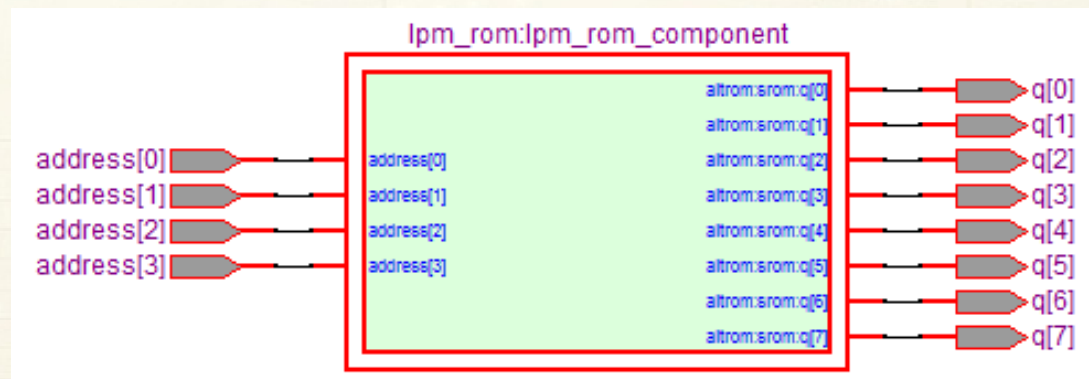 lpm_rom:lpm_rom_component
altrom:srom:q[0] q[0]
altrom:srom:q[1] q[1]
address[0] address[0] altrom:srom:q[2] q[2]
address[1] address[1] altrom:srom:q[3] q[3]
address[2] address[2] altrom:srom:q[4] q[4]
address[3] address[3] altrom:srom:q[5] q[5]
altrom:srom:q[6] q[6]
altrom:srom:q[7] q[7]